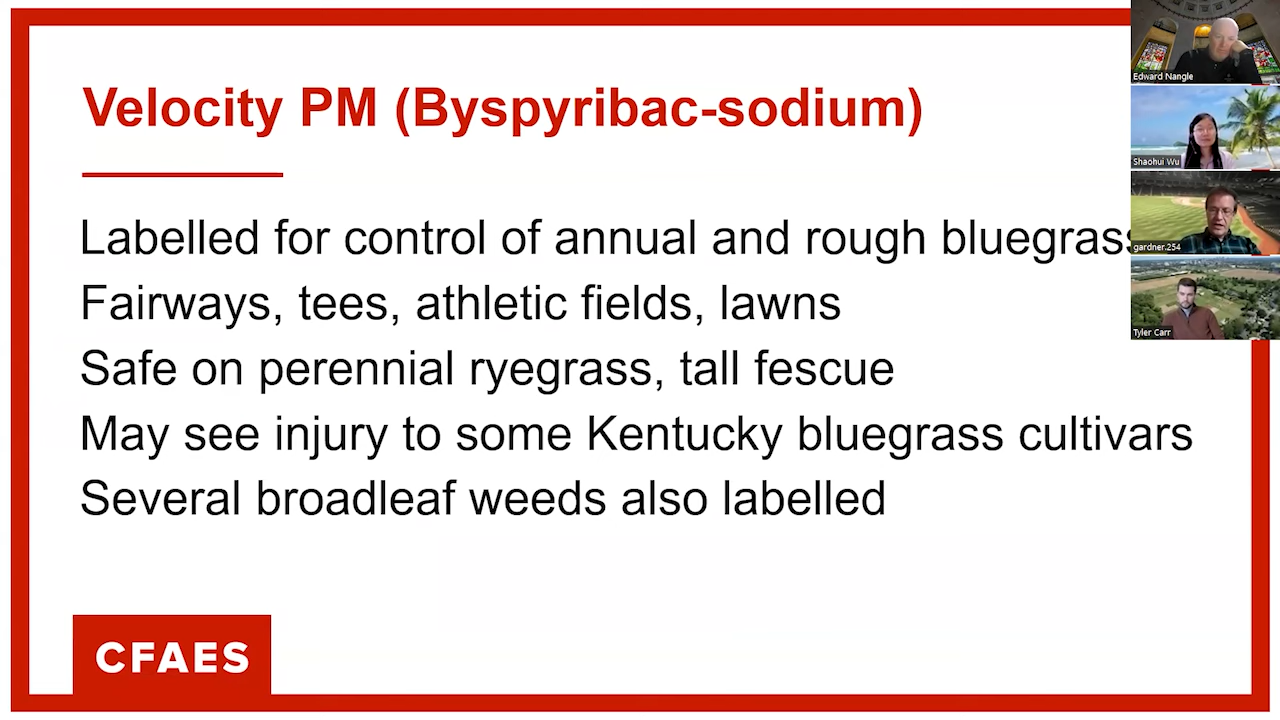 Velocity PM (Byspyribac-sodium)
Labelled for control of annual and rough bluegrass
Fairways, tees, athletic fields, lawns
Safe on perennial ryegrass, tall fescue
May see injury to some Kentucky bluegrass cultivars
Several broadleaf weeds also labelled
CFAES
Edward Nangle
Shaohui Wu
gardner.254
Tyler Carr